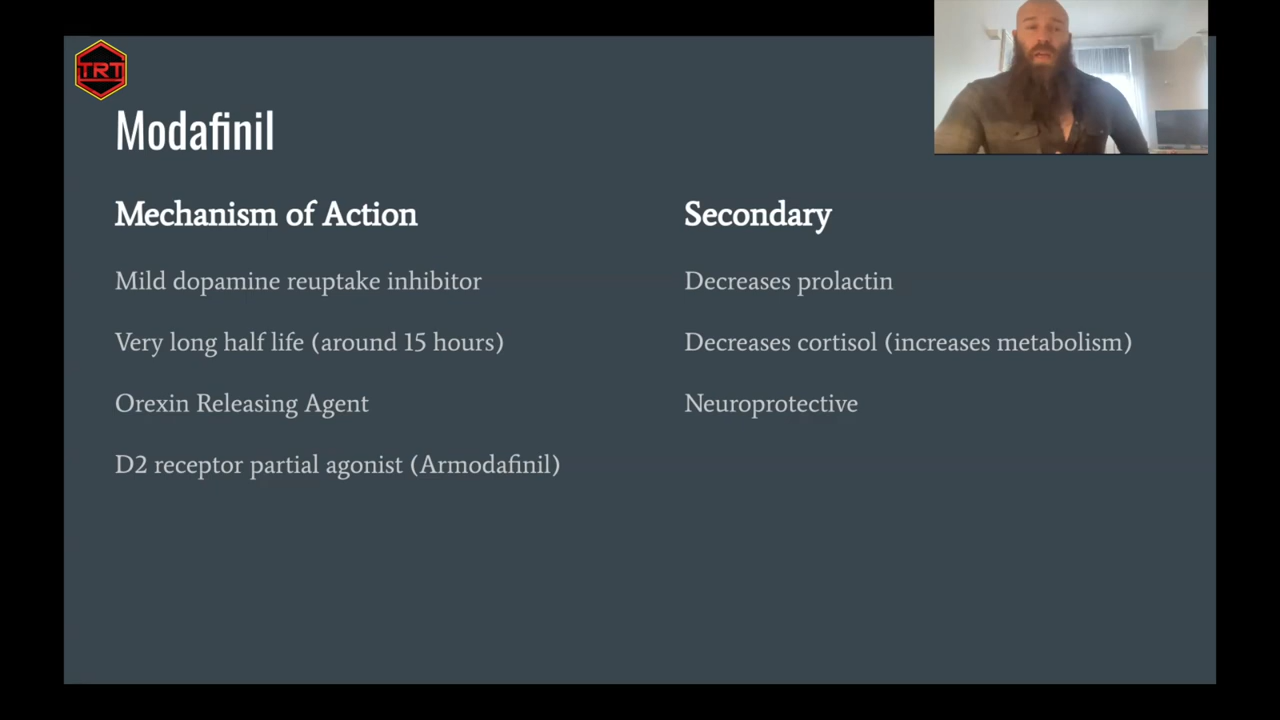 TRT
Modafinil
Mechanism of Action
Mild dopamine reuptake inhibitor
Very long half life (around 15 hours)
Orexin Releasing Agent
D2 receptor partial agonist (Armodafinil)
Secondary
Decreases prolactin
Decreases cortisol (increases metabolism)
Neuroprotective